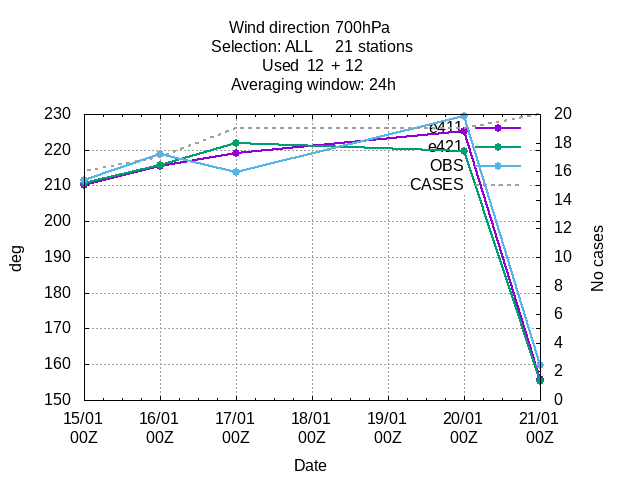 Wind direction 700hPa
Selection: ALL 21 stations
Used 12 + 12
Averaging window: 24h
230 20
e411
18
220 e421
OBS 16
210 CASES
14
200 12
190 10
8
180
6
170
4
160
2
150 0
15/01 16/01 17/01 18/01 19/01 20/01 21/01
00Z 00Z 00Z 00Z 00Z 00Z 00Z
Date
deg
No cases